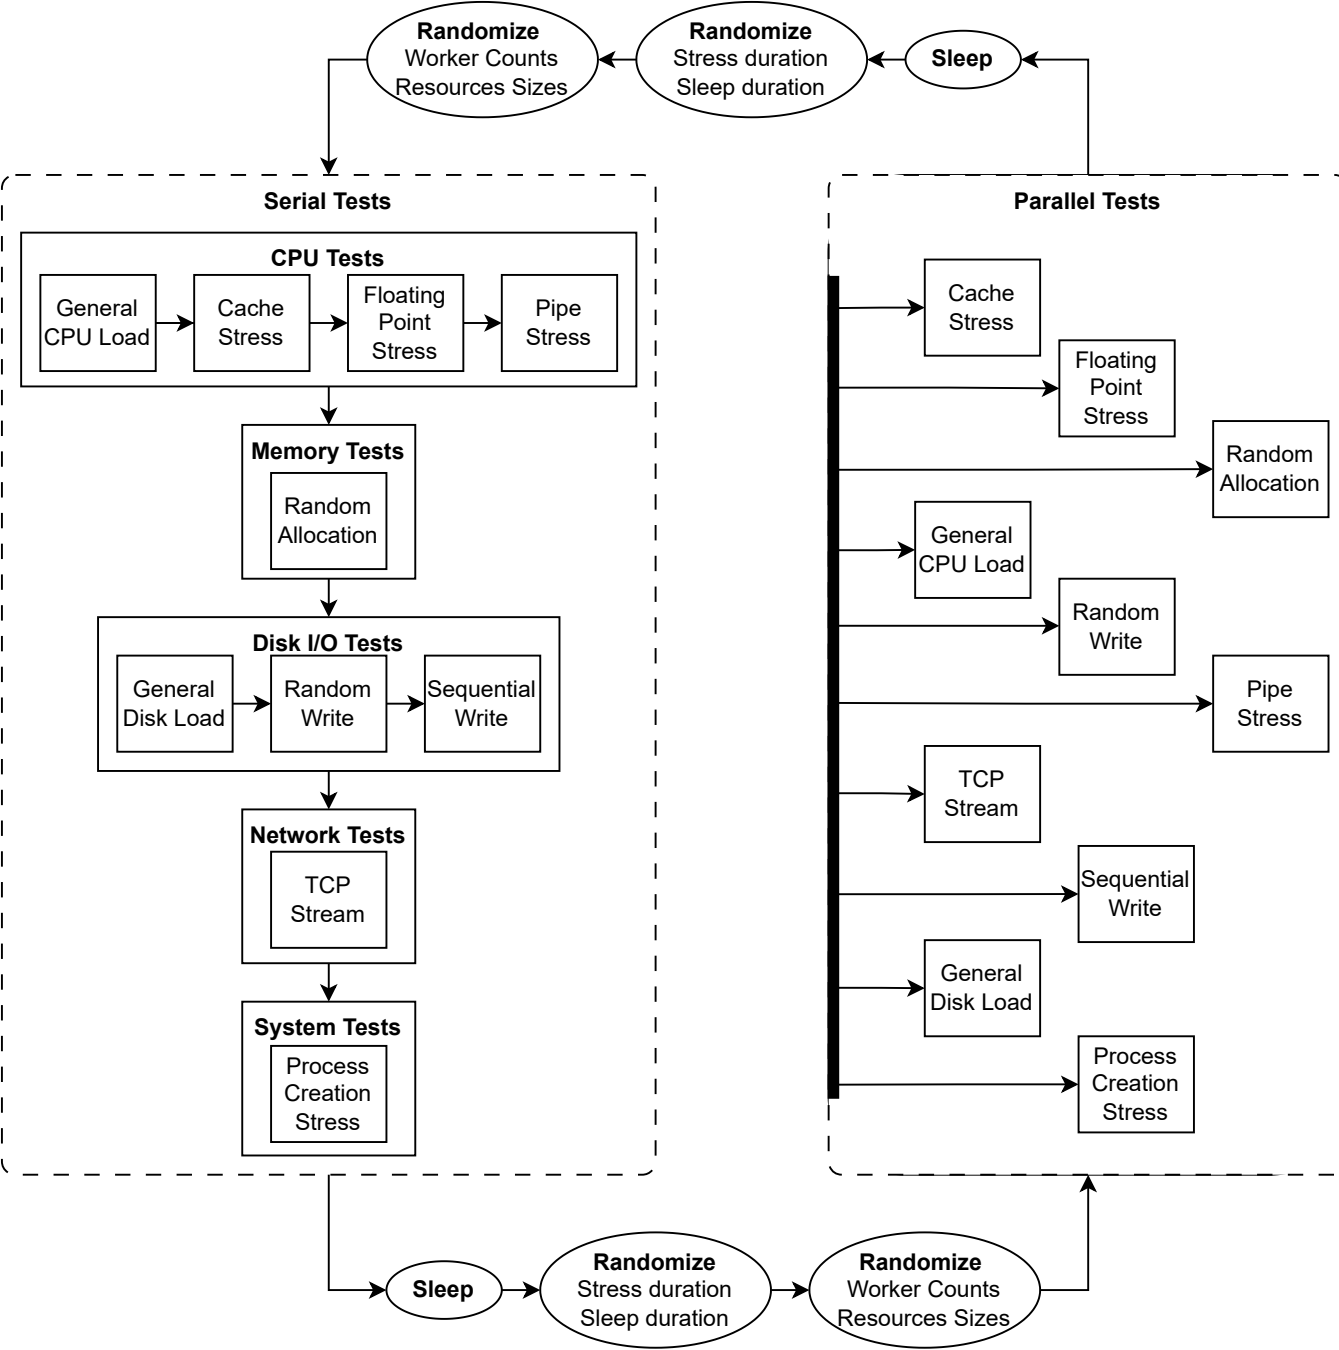 Randomize
Worker Counts
Resources Sizes
Randomize
Stress duration
Sleep duration
Sleep
Serial Tests
CPU Tests
General
CPU Load
Cache
Stress
Floating
Point
Stress
Pipe
Stress
Memory Tests
Random
Allocation
Disk I/O Tests
General
Disk Load
Random
Write
Sequential
Write
Network Tests
TCP
Stream
System Tests
Process
Creation
Stress
Parallel Tests
Cache
Stress
Floating
Point
Stress
Random
Allocation
General
CPU Load
Random
Write
Pipe
Stress
TCP
Stream
Sequential
Write
General
Disk Load
Process
Creation
Stress
Sleep
Randomize
Stress duration
Sleep duration
Randomize
Worker Counts
Resources Sizes